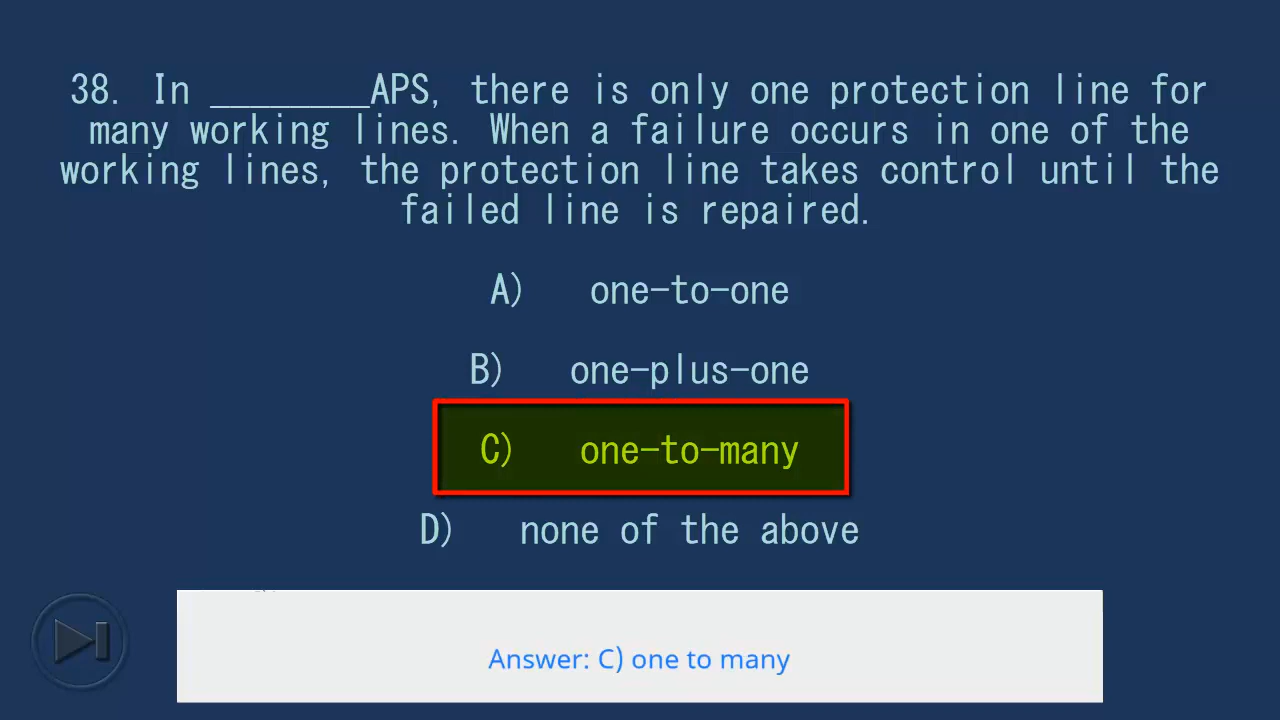 38. In ________APS, there is only one protection line for
many working lines. When a failure occurs in one of the
working lines, the protection line takes control until the
failed line is repaired.
A) one-to-one
B) one-plus-one
C) one-to-many
D) none of the above
Answer: C) one to many